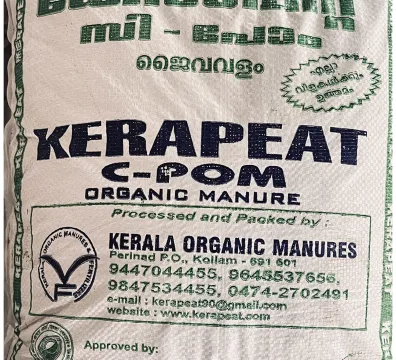 സി - പോം
ജൈവവളം
എല്ലാ
വിളകൾക്കും
ഉത്തമം
KERAPEAT
C-POM
ORGANIC MANURE
Processed and Packed by :
KERALA ORGANIC MANURES
Perinad P.O., Kollam - 691 601
9447044455, 9645537656,
9847534455, 0474-2702491
e-mail : kerapeat90@gmail.com
website : www.kerapeat.com
Approved by: